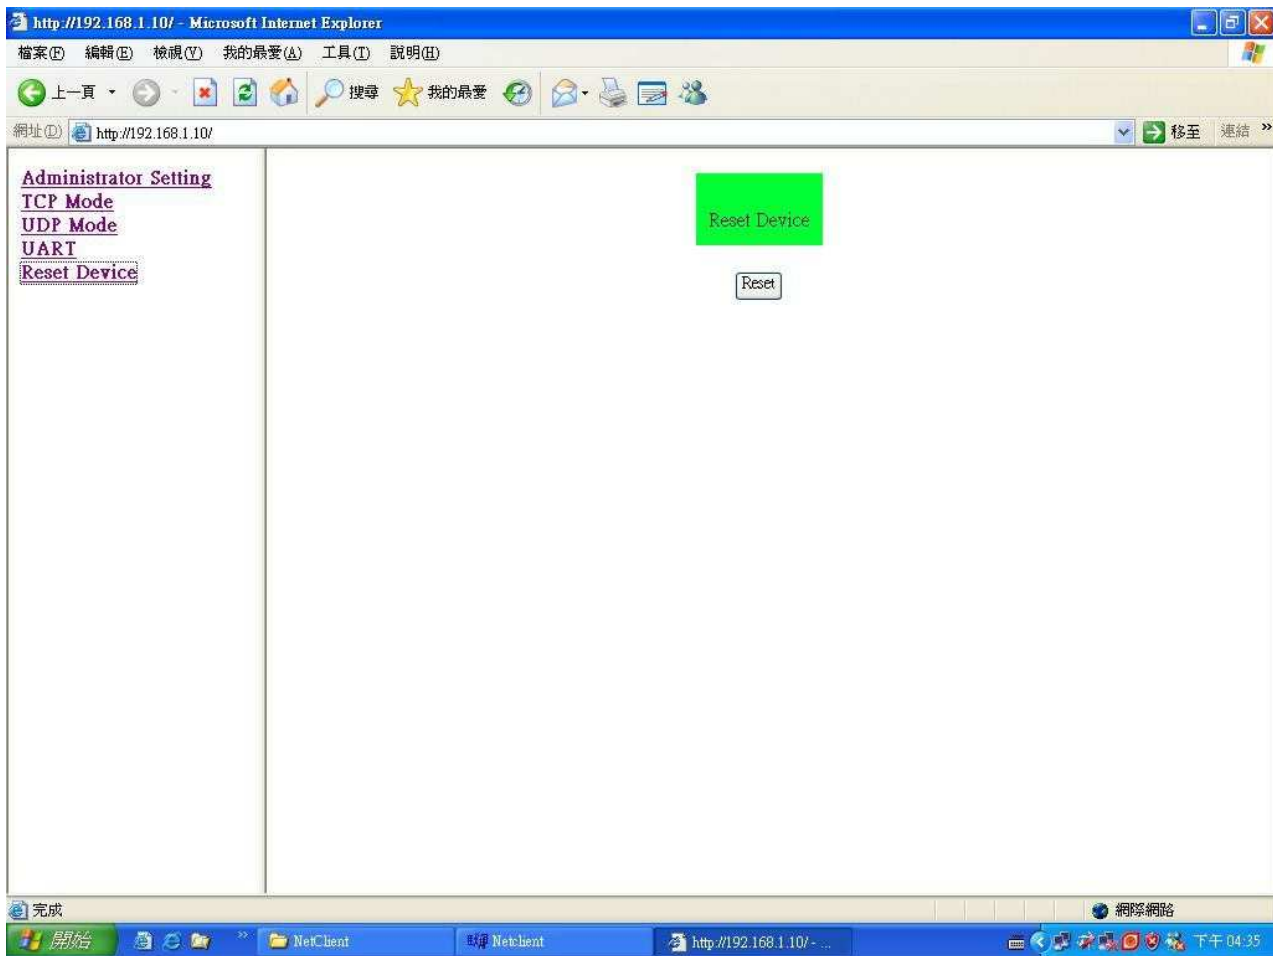 http://192.168.1.10/ - Microsoft Internet Explorer
檔案(F) 編輯(E) 檢視(V) 我的最愛(A) 工具(T) 說明(H)
上一頁 搜尋 我的最愛
網址(D) http://192.168.1.10/ 移至 連結 »
Administrator Setting
TCP Mode
UDP Mode
UART
Reset Device
Reset Device
Reset
完成 網際網路
開始 » NetClient Netclient http://192.168.1.10/ - ... 下午 04:35